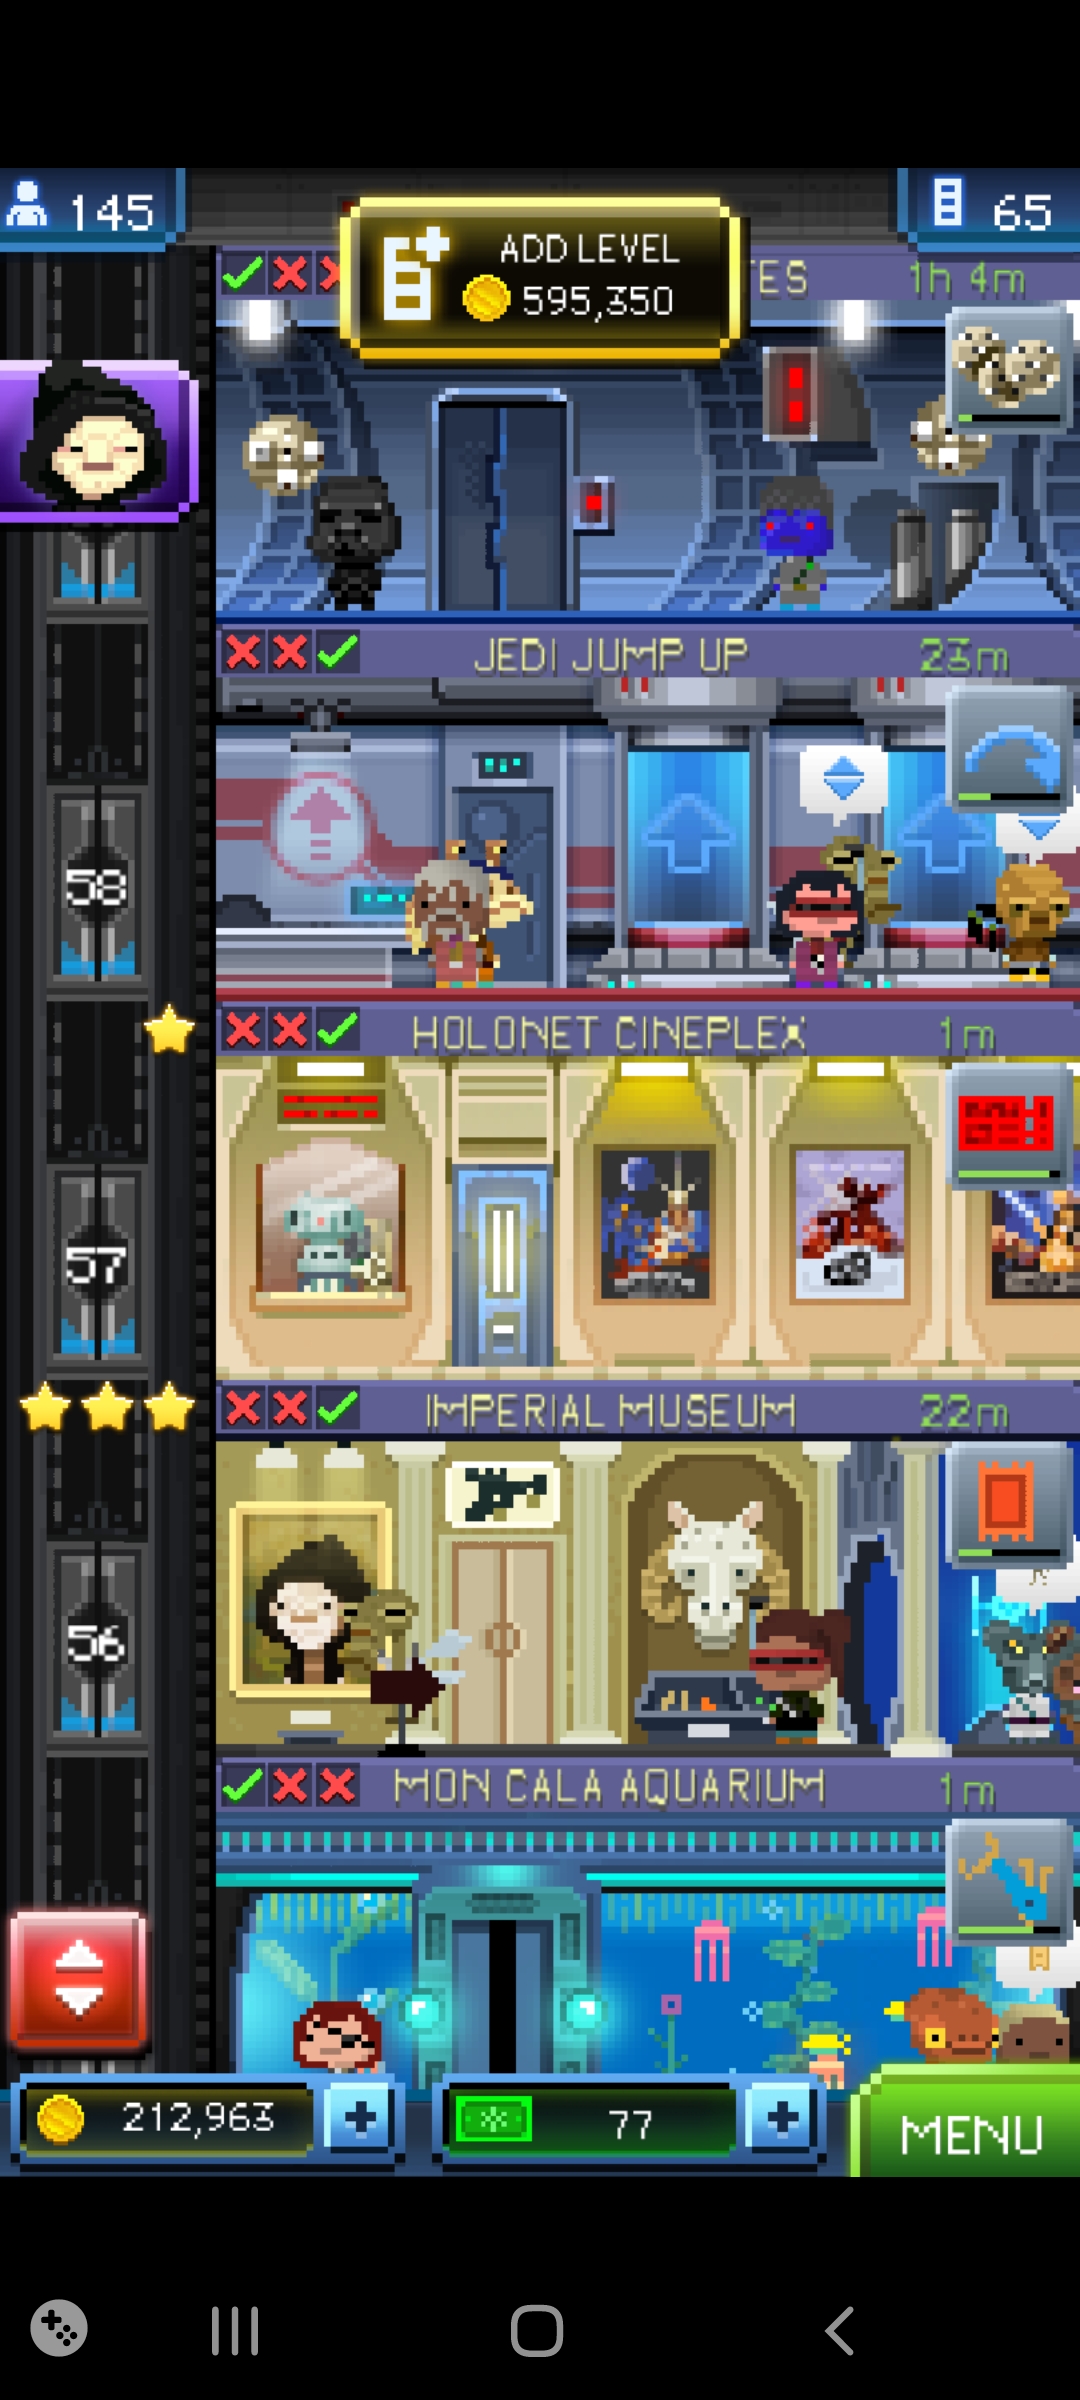 145
ADD LEVEL
595,350
65
ES
1h 4m
JEDI JUMP UP
23m
58
HOLONET CINEPLEX
1m
57
IMPERIAL MUSEUM
22m
56
MON CALA AQUARIUM
1m
212,963
77
MENU